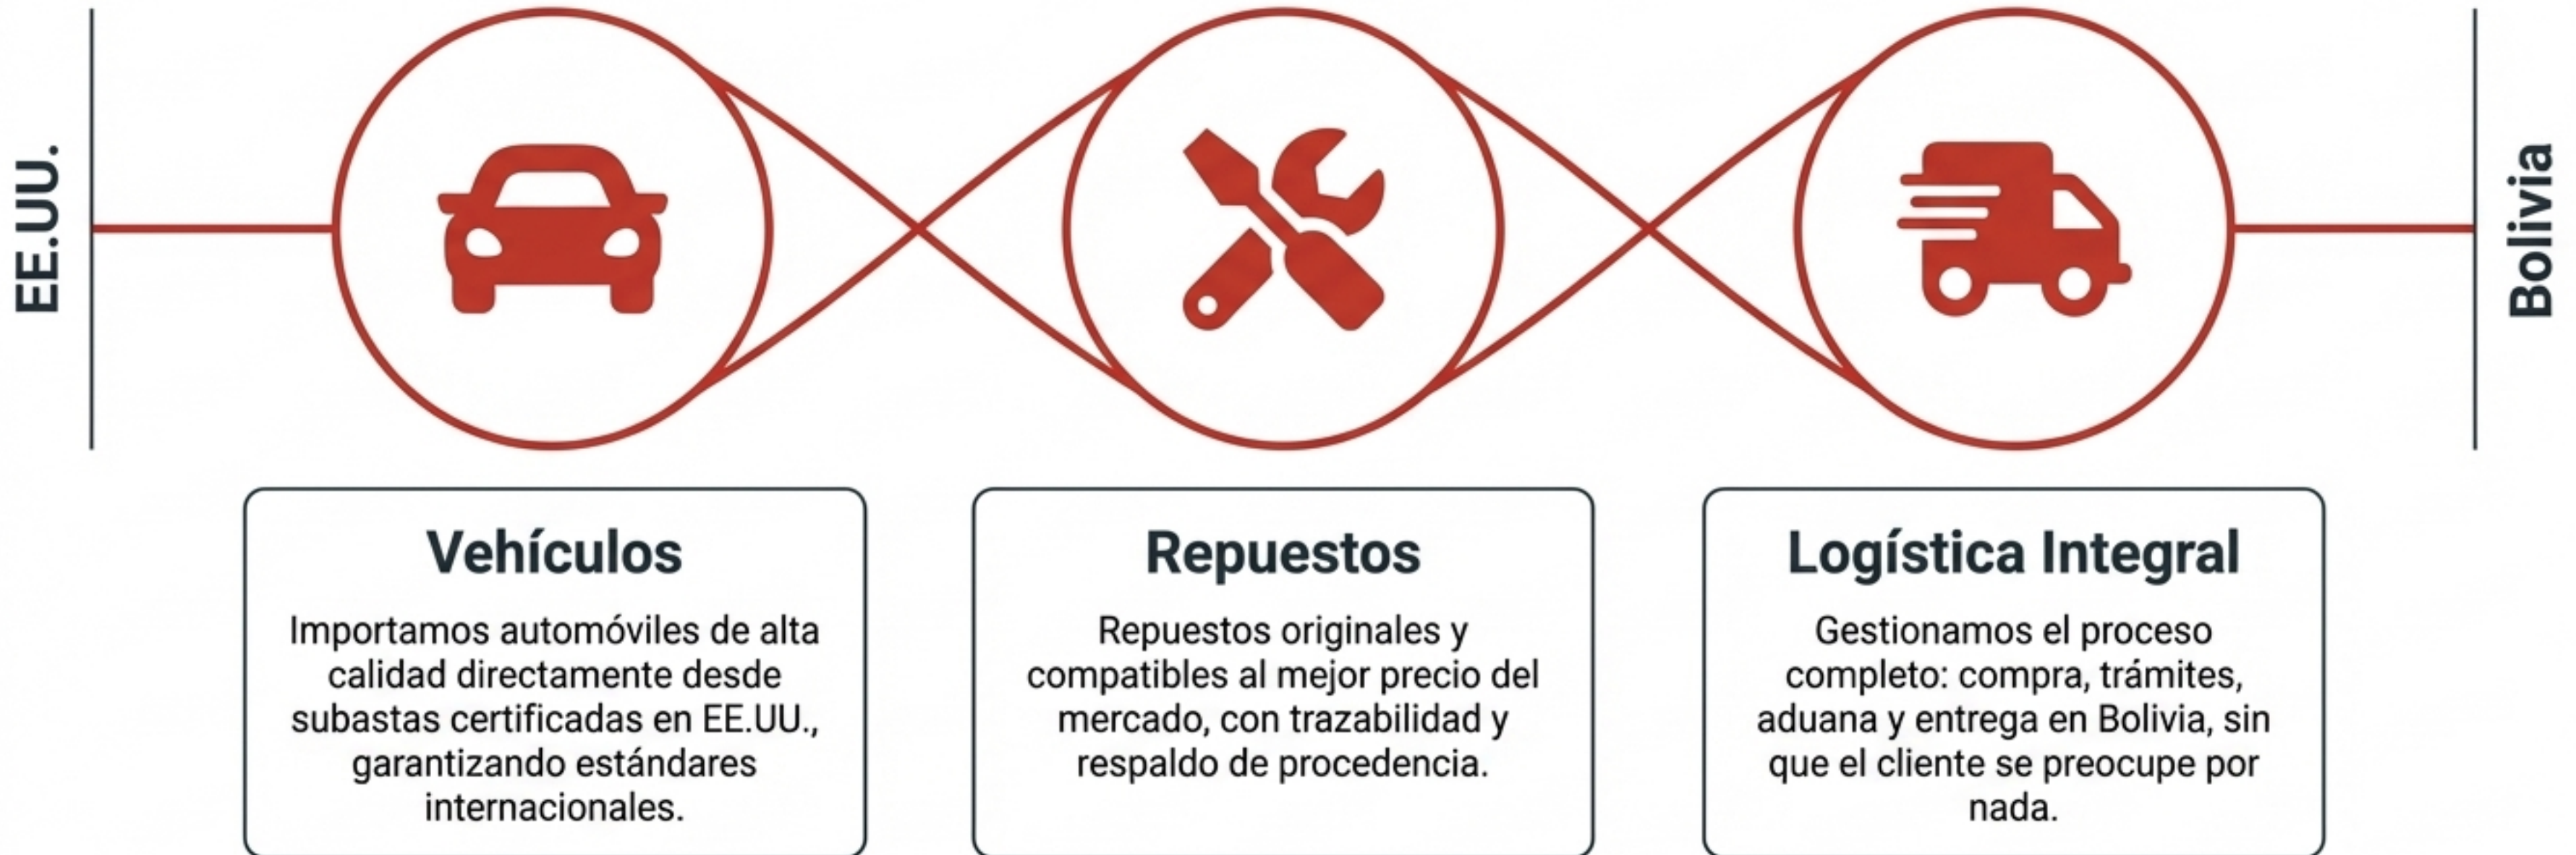 EE.UU.
Bolivia
Vehículos
Importamos automóviles de alta
calidad directamente desde
subastas certificadas en EE.UU.,
garantizando estándares
internacionales.
Repuestos
Repuestos originales y
compatibles al mejor precio del
mercado, con trazabilidad y
respaldo de procedencia.
Logística Integral
Gestionamos el proceso
completo: compra, trámites,
aduana y entrega en Bolivia, sin
que el cliente se preocupe por
nada.